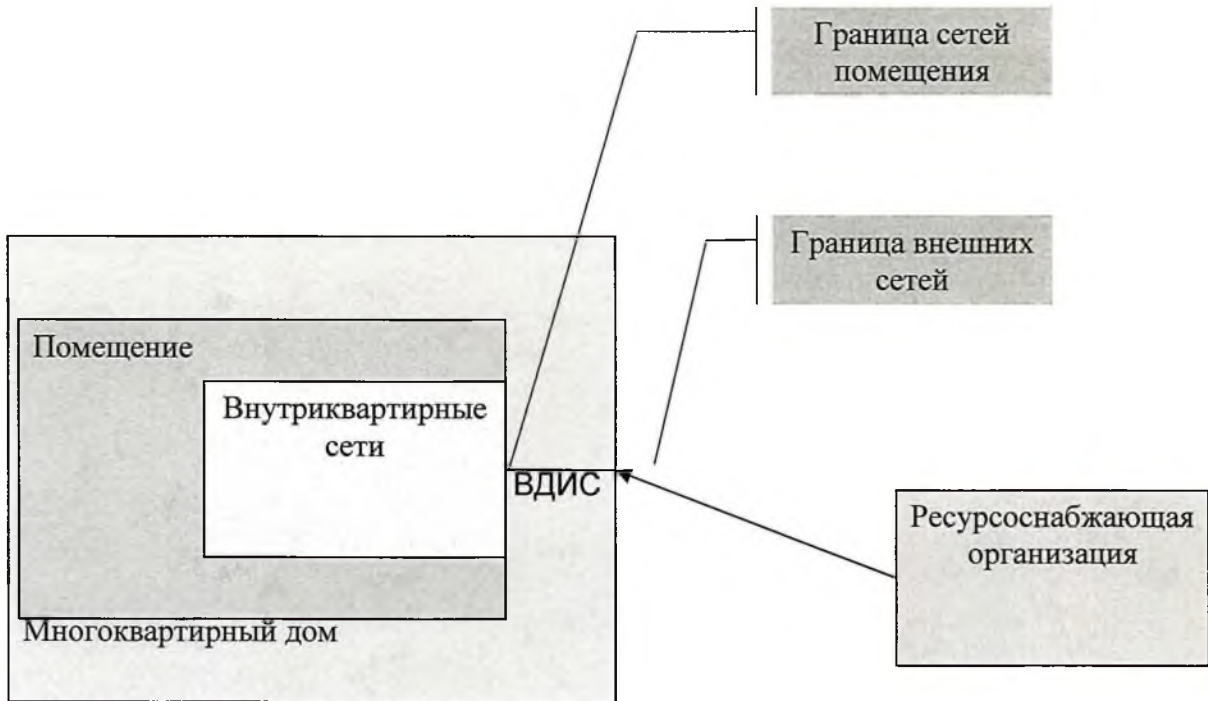 Граница сетей
помещения
Граница внешних
сетей
Помещение
Внутриквартирные
сети
ВДИС
Ресурсоснабжающая
организация
Многоквартирный дом